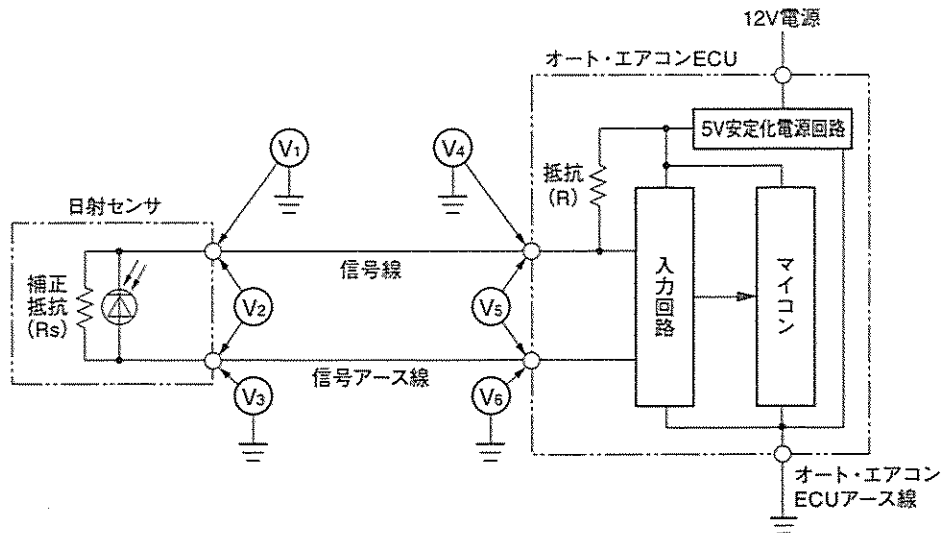 12V電源
オート・エアコンECU
5V安定化電源回路
V1
V4
抵抗
(R)
日射センサ
信号線
補正
抵抗
(Rs)
V2
V5
入力回路
マイコン
信号アース線
V3
V6
オート・エアコン
ECUアース線